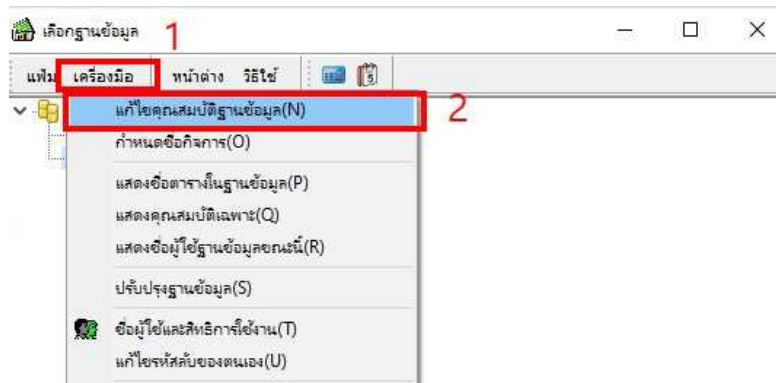 เลือกฐานข้อมูล 1
แฟ้ม เครื่องมือ หน้าต่าง วิธีใช้ 5
แก้ไขคุณสมบัติฐานข้อมูล(N) 2
กำหนดชื่อกิจการ(O)
แสดงชื่อตารางในฐานข้อมูล(P)
แสดงคุณสมบัติเฉพาะ(Q)
แสดงชื่อผู้ใช้ฐานข้อมูลขณะนี้(R)
ปรับปรุงฐานข้อมูล(S)
ชื่อผู้ใช้และสิทธิการใช้งาน(T)
แก้ไขรหัสลับของตนเอง(U)